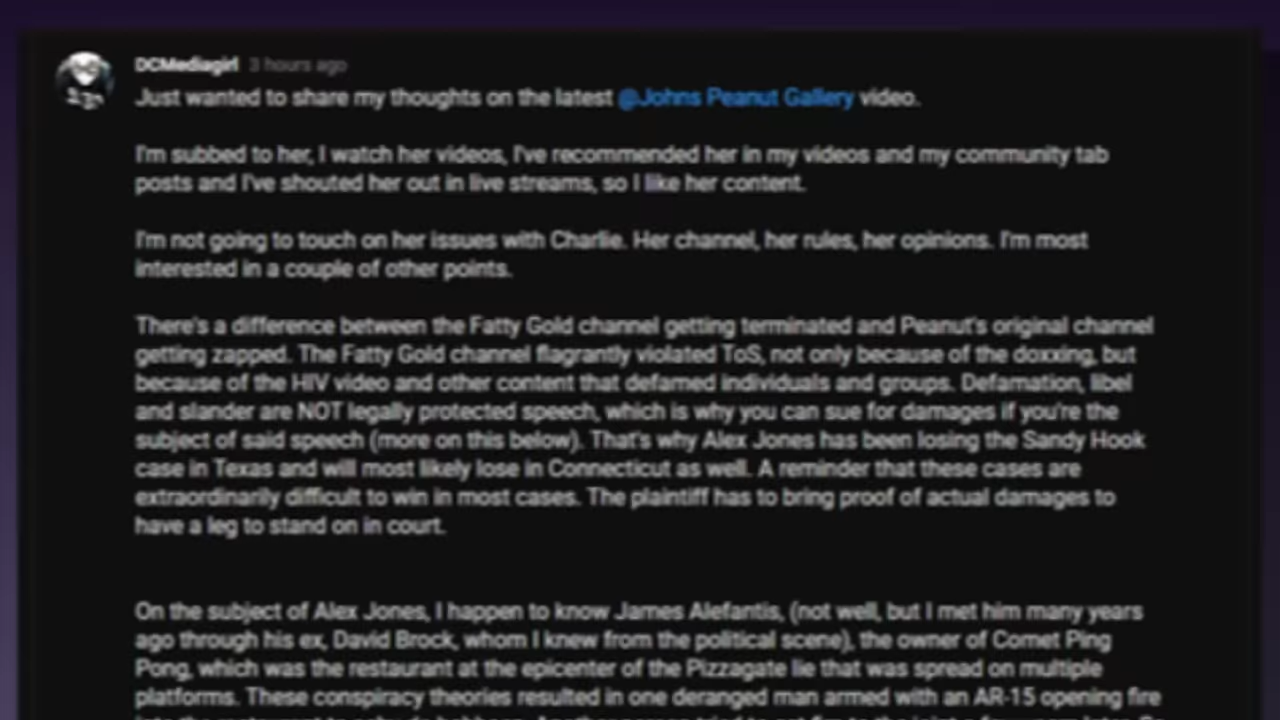 DCMediagirl 3 hours ago
Just wanted to share my thoughts on the latest @Johns Peanut Gallery video.
I'm subbed to her, I watch her videos, I've recommended her in my videos and my community tab
posts and I've shouted her out in live streams, so I like her content.
I'm not going to touch on her issues with Charlie. Her channel, her rules, her opinions. I'm most
interested in a couple of other points.
There's a difference between the Fatty Gold channel getting terminated and Peanut's original channel
getting zapped. The Fatty Gold channel flagrantly violated ToS, not only because of the doxxing, but
because of the HIV video and other content that defamed individuals and groups. Defamation, libel
and slander are NOT legally protected speech, which is why you can sue for damages if you're the
subject of said speech (more on this below). That's why Alex Jones has been losing the Sandy Hook
case in Texas and will most likely lose in Connecticut as well. A reminder that these cases are
extraordinarily difficult to win in most cases. The plaintiff has to bring proof of actual damages to
have a leg to stand on in court.
On the subject of Alex Jones, I happen to know James Alefantis, (not well, but I met him many years
ago through his ex, David Brock, whom I knew from the political scene), the owner of Comet Ping
Pong, which was the restaurant at the epicenter of the Pizzagate lie that was spread on multiple
platforms. These conspiracy theories resulted in one deranged man armed with an AR-15 opening fire